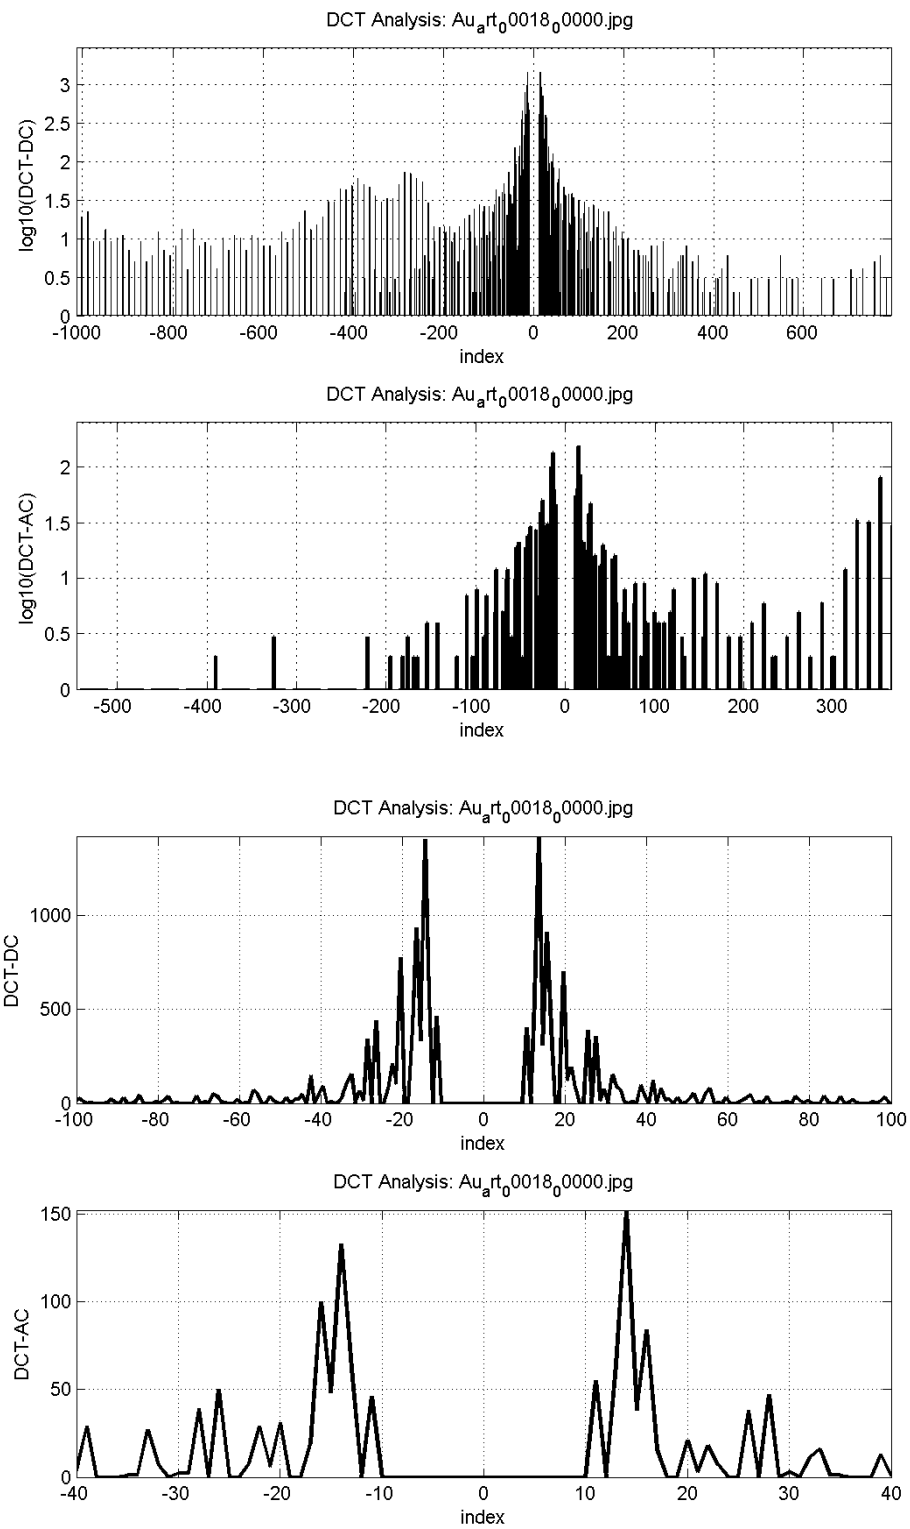 DCT Analysis: Au_art_00018_00000.jpg
log10(DCT-DC)
3
2.5
2
1.5
1
0.5
0
-1000 -800 -600 -400 -200 0 200 400 600
index
DCT Analysis: Au_art_00018_00000.jpg
log10(DCT-AC)
2
1.5
1
0.5
0
-500 -400 -300 -200 -100 0 100 200 300
index
DCT Analysis: Au_art_00018_00000.jpg
DCT-DC
1000
500
0
-100 -80 -60 -40 -20 0 20 40 60 80 100
index
DCT Analysis: Au_art_00018_00000.jpg
DCT-AC
150
100
50
0
-40 -30 -20 -10 0 10 20 30 40
index